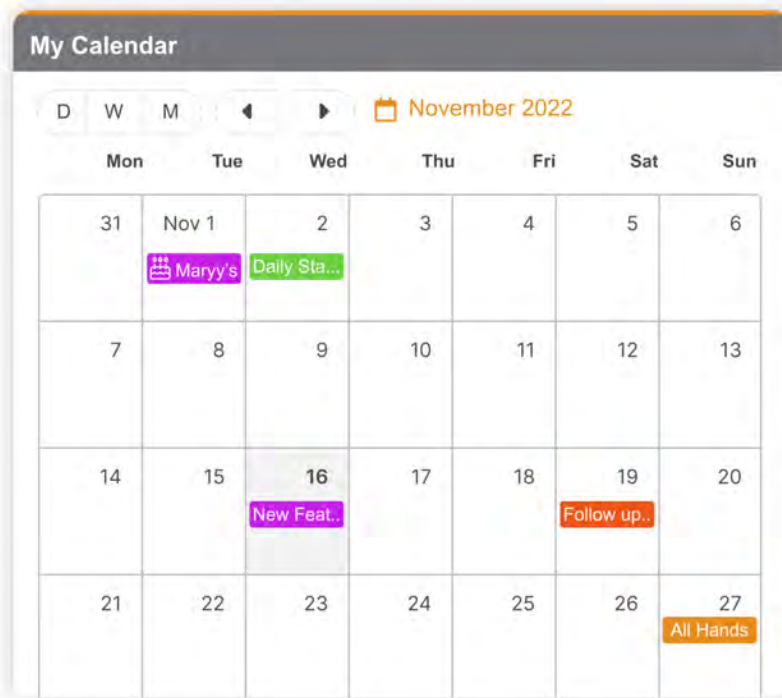 My Calendar
D W M November 2022
Mon Tue Wed Thu Fri Sat Sun
31 Nov 1 2 3 4 5 6
Maryy's Daily Sta...
7 8 9 10 11 12 13
14 15 16 17 18 19 20
New Feat.. Follow up..
21 22 23 24 25 26 27
All Hands